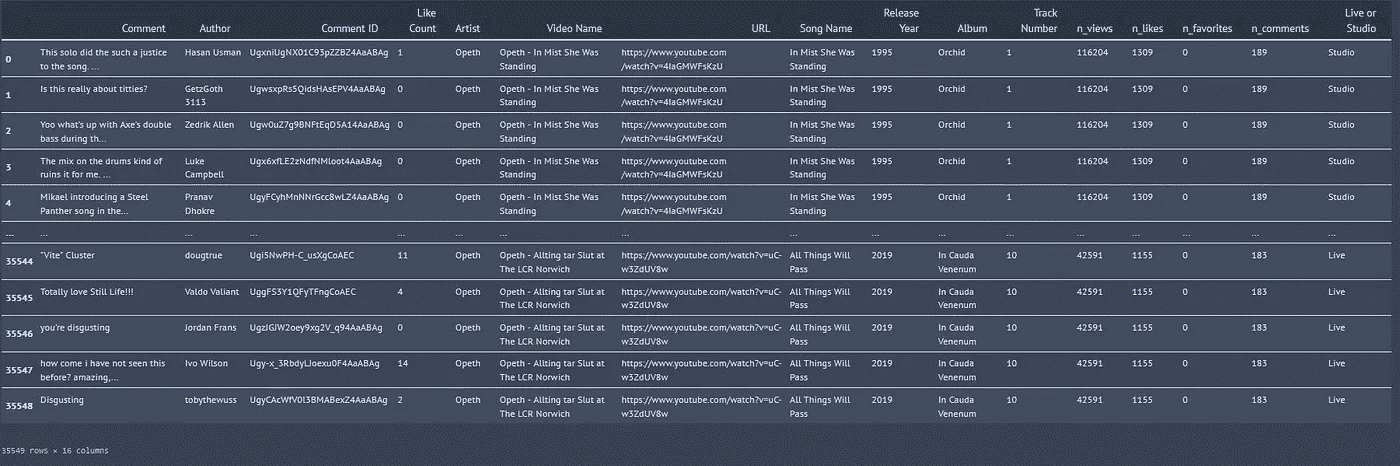 Comment Author Comment ID Like Count Artist Video Name URL Song Name Release Year Album Track Number n_views n_likes n_favorites n_comments Live or Studio
0 This solo did the such a justice to the song. ... Hasan Usman UgxniUgNX01C93pZZBZ4AaABAg 1 Opeth Opeth - In Mist She Was Standing https://www.youtube.com/watch?v=4IaGMWFsKzU In Mist She Was Standing 1995 Orchid 1 116204 1309 0 189 Studio
1 Is this really about titties? GetzGoth 3113 UgwsxpRs5QidsHAsEPV4AaABAg 0 Opeth Opeth - In Mist She Was Standing https://www.youtube.com/watch?v=4IaGMWFsKzU In Mist She Was Standing 1995 Orchid 1 116204 1309 0 189 Studio
2 Yoo what's up with Axe's double bass during th... Zedrik Allen Ugw0uZ7g9BNFtEqD5A14AaABAg 0 Opeth Opeth - In Mist She Was Standing https://www.youtube.com/watch?v=4IaGMWFsKzU In Mist She Was Standing 1995 Orchid 1 116204 1309 0 189 Studio
3 The mix on the drums kind of ruins it for me. ... Luke Campbell Ugx6xfLE2zNdfNMloot4AaABAg 0 Opeth Opeth - In Mist She Was Standing https://www.youtube.com/watch?v=4IaGMWFsKzU In Mist She Was Standing 1995 Orchid 1 116204 1309 0 189 Studio
4 Mikael introducing a Steel Panther song in the... Pranav Dhokre UgyFCyhMnNNrGcc8wLZ4AaABAg 0 Opeth Opeth - In Mist She Was Standing https://www.youtube.com/watch?v=4IaGMWFsKzU In Mist She Was Standing 1995 Orchid 1 116204 1309 0 189 Studio
... ... ... ... ... ... ... ... ... ... ... ... ... ... ... ... ...
35544 "Vite" Cluster dougtrue Ugi5NwPH-C_usXgCoAEC 11 Opeth Opeth - Allting tar Slut at The LCR Norwich https://www.youtube.com/watch?v=uC-w3ZdUV8w All Things Will Pass 2019 In Cauda Venenum 10 42591 1155 0 183 Live
35545 Totally love Still Life!!! Valdo Valiant UggFS3Y1QFyTFngCoAEC 4 Opeth Opeth - Allting tar Slut at The LCR Norwich https://www.youtube.com/watch?v=uC-w3ZdUV8w All Things Will Pass 2019 In Cauda Venenum 10 42591 1155 0 183 Live
35546 you're disgusting Jordan Frans UgzJGJW2oey9xg2V_q94AaABAg 0 Opeth Opeth - Allting tar Slut at The LCR Norwich https://www.youtube.com/watch?v=uC-w3ZdUV8w All Things Will Pass 2019 In Cauda Venenum 10 42591 1155 0 183 Live
35547 how come i have not seen this before? amazing,... Ivo Wilson Ugy-x_3RbdyLJoexu0F4AaABAg 14 Opeth Opeth - Allting tar Slut at The LCR Norwich https://www.youtube.com/watch?v=uC-w3ZdUV8w All Things Will Pass 2019 In Cauda Venenum 10 42591 1155 0 183 Live
35548 Disgusting tobythewuss UgyCAcWfV0l3BMABexZ4AaABAg 2 Opeth Opeth - Allting tar Slut at The LCR Norwich https://www.youtube.com/watch?v=uC-w3ZdUV8w All Things Will Pass 2019 In Cauda Venenum 10 42591 1155 0 183 Live
35549 rows × 16 columns